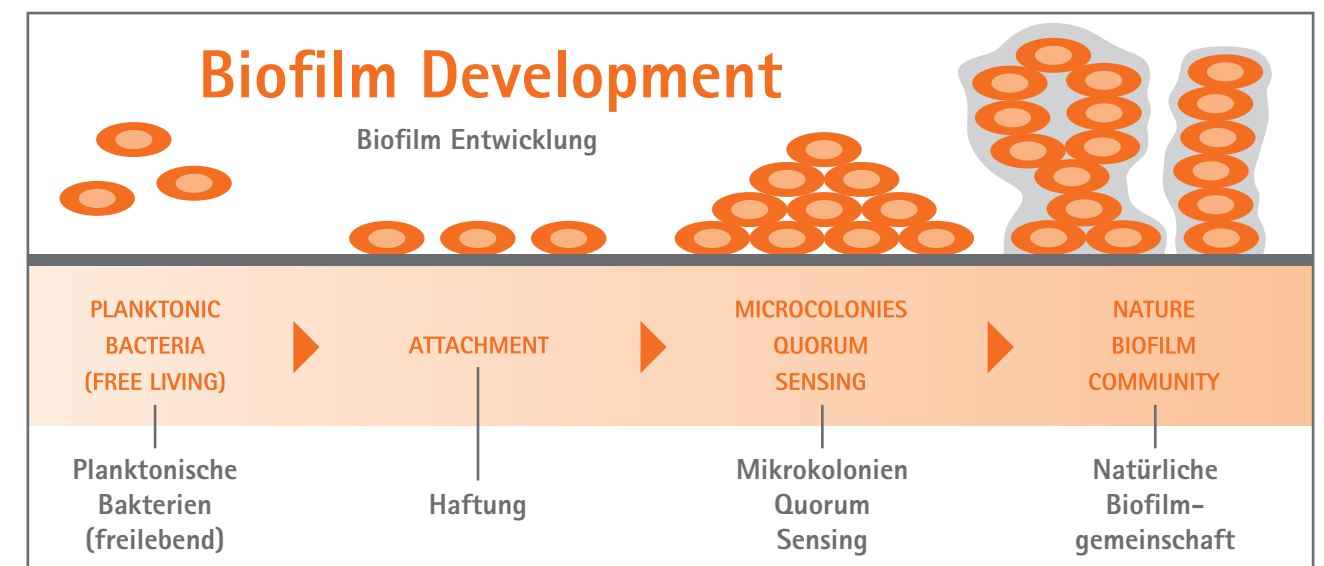 Biofilm Development
Biofilm Entwicklung
PLANKTONIC
BACTERIA
(FREE LIVING)
ATTACHMENT
MICROCOLONIES
QUORUM
SENSING
NATURE
BIOFILM
COMMUNITY
Planktonische
Bakterien
(freilebend)
Haftung
Mikrokolonien
Quorum
Sensing
Natürliche
Biofilm-
gemeinschaft